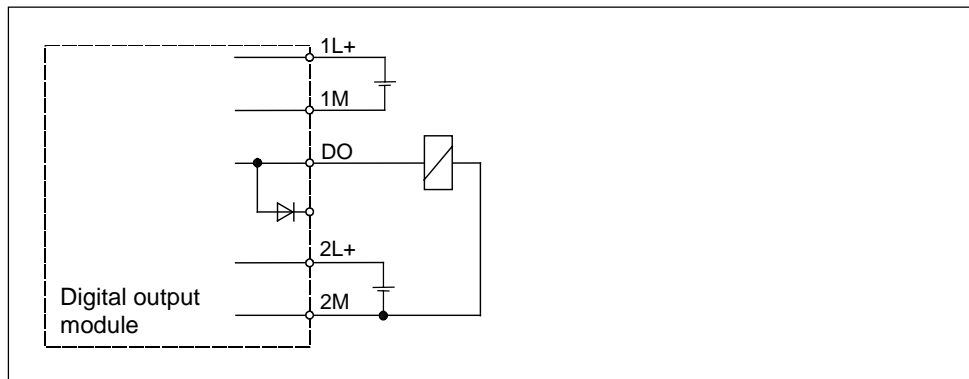 1L+
1M
DO
2L+
2M
Digital output
module